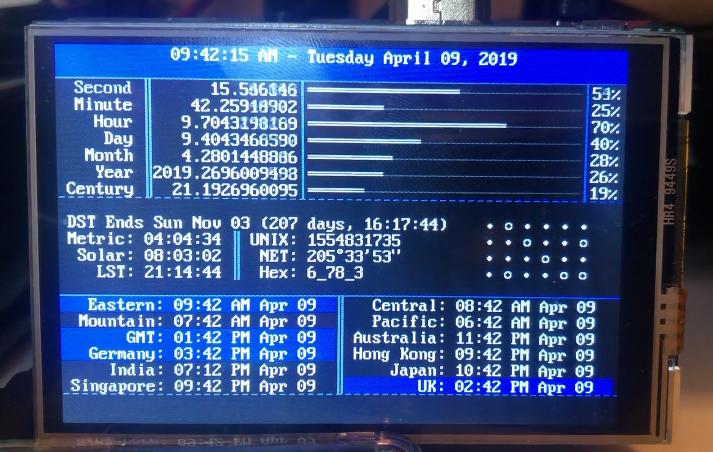 09:42:15 AM - Tuesday April 09, 2019
Second 15.546146 51%
Minute 42.25910902 25%
Hour 9.7043198169 70%
Day 9.4043466590 40%
Month 4.2801448886 28%
Year 2019.2696009498 26%
Century 21.1926960095 19%
DST Ends Sun Nov 03 (207 days, 16:17:44)
Metric: 04:04:34 UNIX: 1554831735
Solar: 08:03:02 NET: 205°33'53''
LST: 21:14:44 Hex: 6_78_3
Eastern: 09:42 AM Apr 09 Central: 08:42 AM Apr 09
Mountain: 07:42 AM Apr 09 Pacific: 06:42 AM Apr 09
GMT: 01:42 PM Apr 09 Australia: 11:42 PM Apr 09
Germany: 03:42 PM Apr 09 Hong Kong: 09:42 PM Apr 09
India: 07:12 PM Apr 09 Japan: 10:42 PM Apr 09
Singapore: 09:42 PM Apr 09 UK: 02:42 PM Apr 09
HR4 9449S